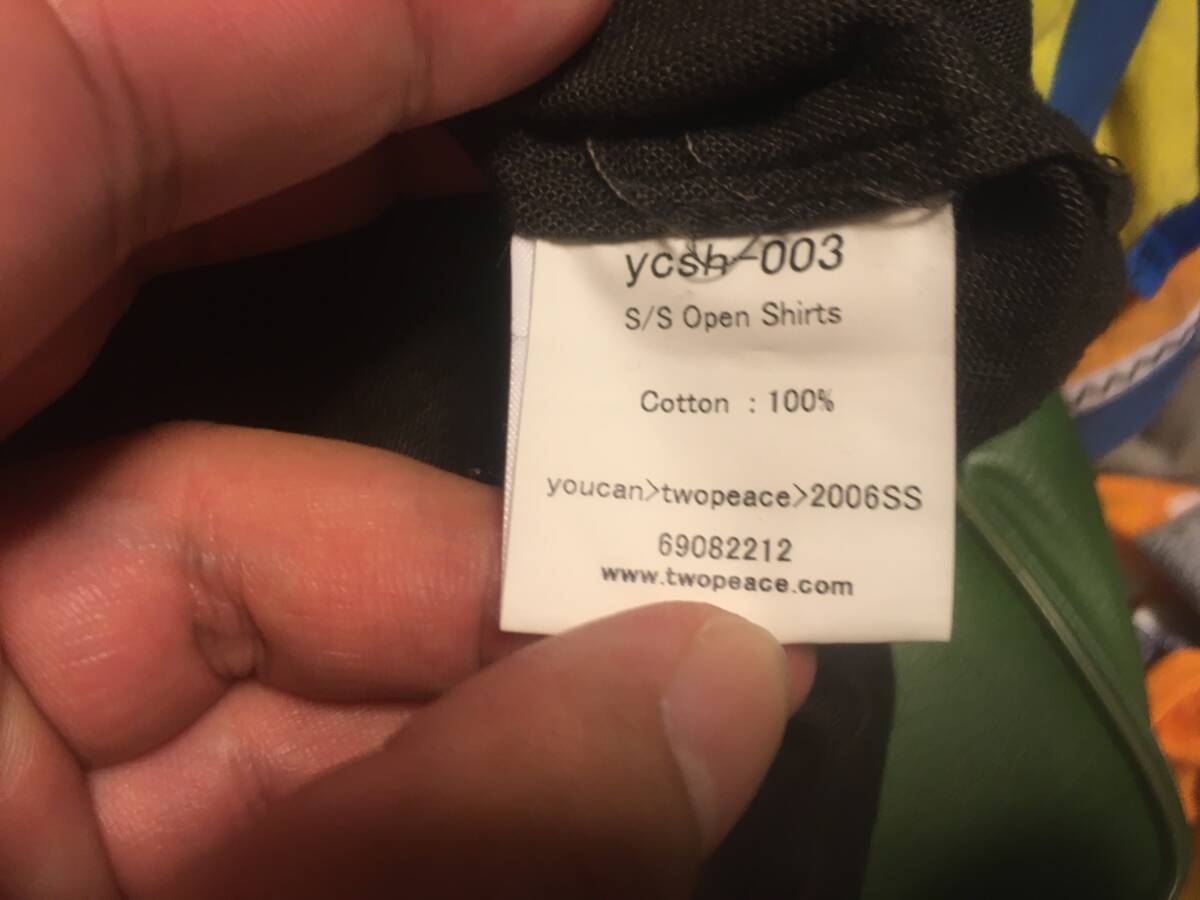 ycsh-003
S/S Open Shirts
Cotton : 100%
youcan>twopeace>2006SS
69082212
www.twopeace.com